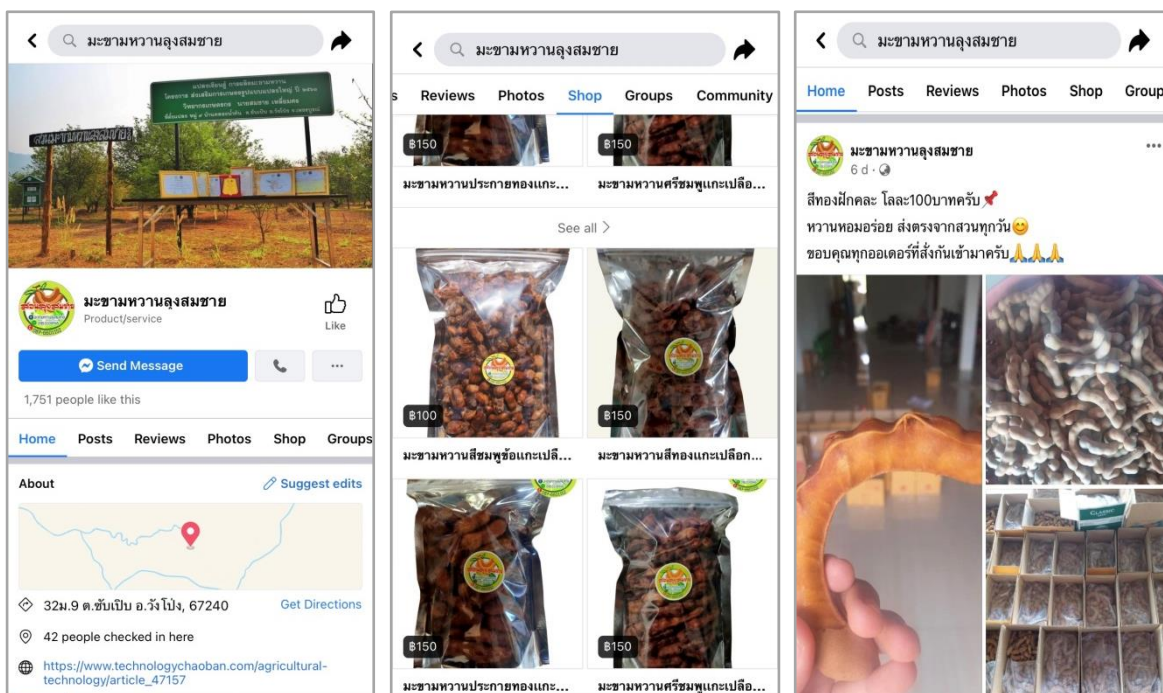 มะขามหวานลุงสมชาย
มะขามหวานลุงสมชาย
Product/service
Like
Send Message
1,751 people like this
Home Posts Reviews Photos Shop Groups
About
Suggest edits
32ม.9 ต.ซับเปิบ อ.วังโป่ง, 67240
Get Directions
42 people checked in here
https://www.technologychaoban.com/agricultural-
technology/article_47157
มะขามหวานลุงสมชาย
s Reviews Photos Shop Groups Community
฿150
฿150
มะขามหวานประกายทองแกะ...
มะขามหวานศรีชมพูแกะเปลือ...
See all >
฿100
฿150
มะขามหวานสีชมพูข้อแกะเปลื...
มะขามหวานสีทองแกะเปลือก...
฿150
฿150
มะขามหวานประกายทองแกะ...
มะขามหวานศรีชมพูแกะเปลือ...
มะขามหวานลุงสมชาย
Home Posts Reviews Photos Shop Group
มะขามหวานลุงสมชาย
6 d ·
สีทองฝักคละ โลละ100บาทครับ📌
หวานหอมอร่อย ส่งตรงจากสวนทุกวัน😊
ขอบคุณทุกออเดอร์ที่สั่งกันเข้ามาครับ🙏🙏🙏
CLASSIC